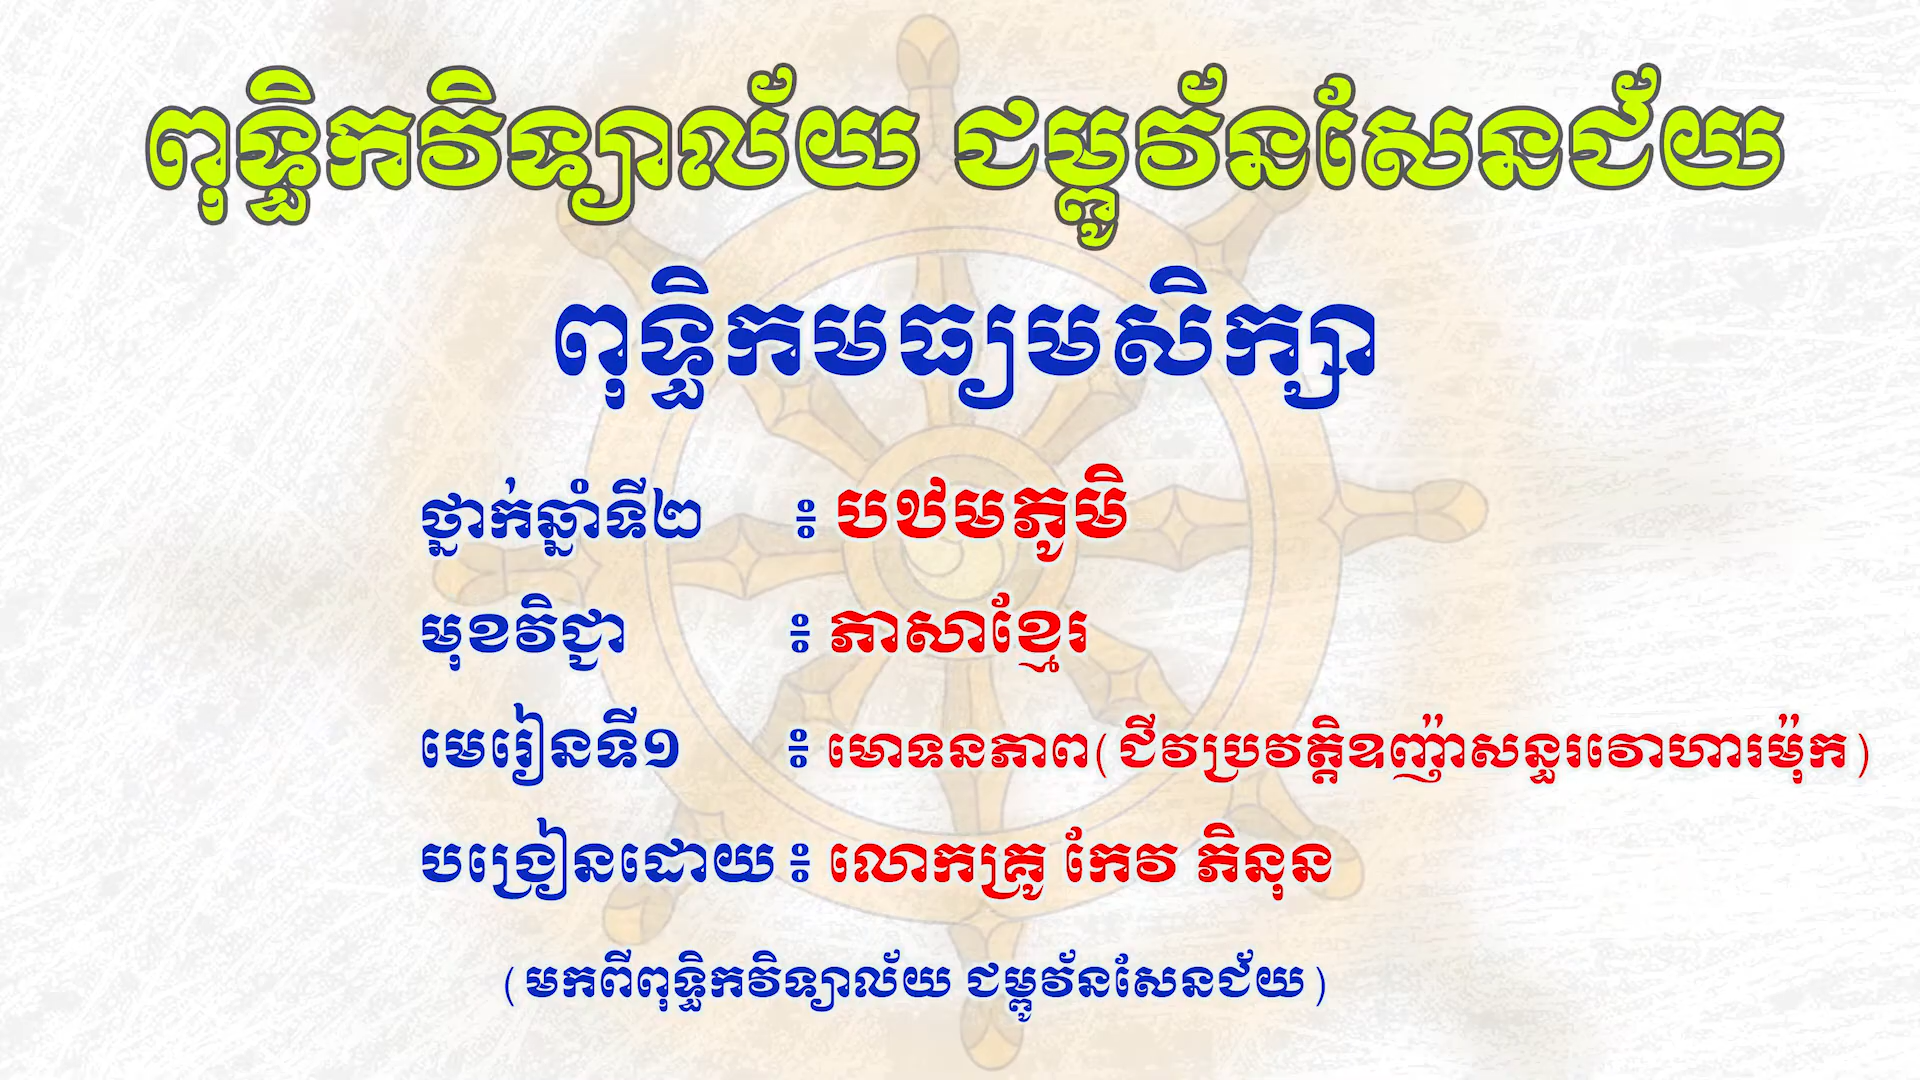 ពុទ្ធិកវិទ្យាល័យ ជម្ពូវ័នសែនជ័យ
ពុទ្ធិកមធ្យមសិក្សា
ថ្នាក់ឆ្នាំទី២ ៖ បឋមភូមិ
មុខវិជ្ជា ៖ ភាសាខ្មែរ
មេរៀនទី១ ៖ មោទនភាព(ជីវប្រវត្តិឧញ៉ាសន្ធរវោហារម៉ុក)
បង្រៀនដោយ ៖ លោកគ្រូ កែវ ភិនុន
(មកពីពុទ្ធិកវិទ្យាល័យ ជម្ពូវ័នសែនជ័យ)